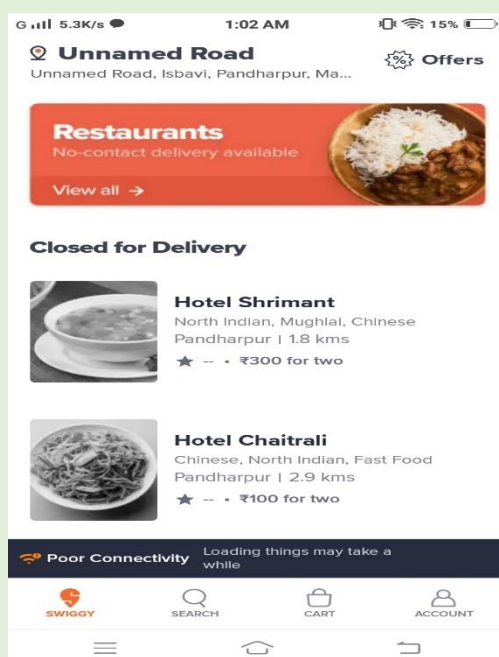 G 5.3K/s 1:02 AM 15%
Unnamed Road
Unnamed Road, Isbavi, Pandharpur, Ma...
% Offers
Restaurants
No-contact delivery available
View all →
Closed for Delivery
Hotel Shrimant
North Indian, Mughlai, Chinese
Pandharpur | 1.8 kms
★ -- • ₹300 for two
Hotel Chaitrali
Chinese, North Indian, Fast Food
Pandharpur | 2.9 kms
★ -- • ₹100 for two
Poor Connectivity
Loading things may take a
while
SWIGGY SEARCH CART ACCOUNT